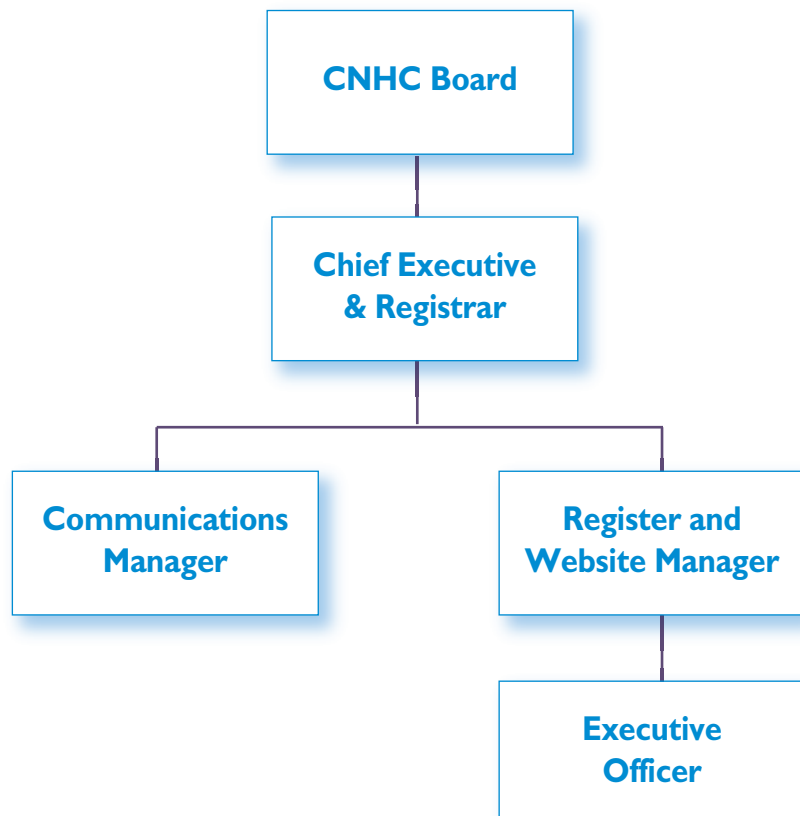 CNHC Board
Chief Executive
& Registrar
Communications
Manager
Register and
Website Manager
Executive
Officer